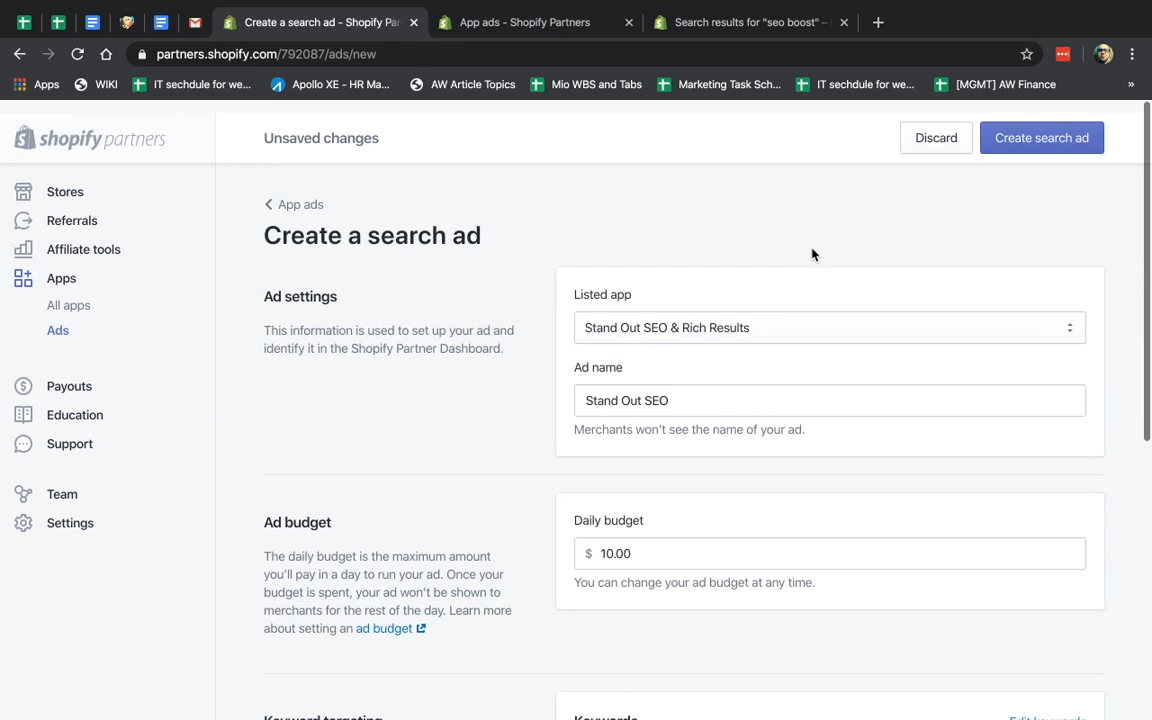 Create a search ad - Shopify Par
App ads - Shopify Partners
Search results for "seo boost" –
partners.shopify.com/792087/ads/new
Apps
WIKI
IT sechdule for we...
Apollo XE - HR Ma...
AW Article Topics
Mio WBS and Tabs
Marketing Task Sch...
IT sechdule for we...
[MGMT] AW Finance
»
shopify partners
Unsaved changes
Discard
Create search ad
Stores
Referrals
Affiliate tools
Apps
All apps
Ads
Payouts
Education
Support
Team
Settings
App ads
Create a search ad
Ad settings
This information is used to set up your ad and
identify it in the Shopify Partner Dashboard.
Listed app
Stand Out SEO & Rich Results
Ad name
Stand Out SEO
Merchants won't see the name of your ad.
Ad budget
The daily budget is the maximum amount
you'll pay in a day to run your ad. Once your
budget is spent, your ad won't be shown to
merchants for the rest of the day. Learn more
about setting an ad budget
Daily budget
$ 10.00
You can change your ad budget at any time.
Keyword targeting
Keywords
Edit keywords